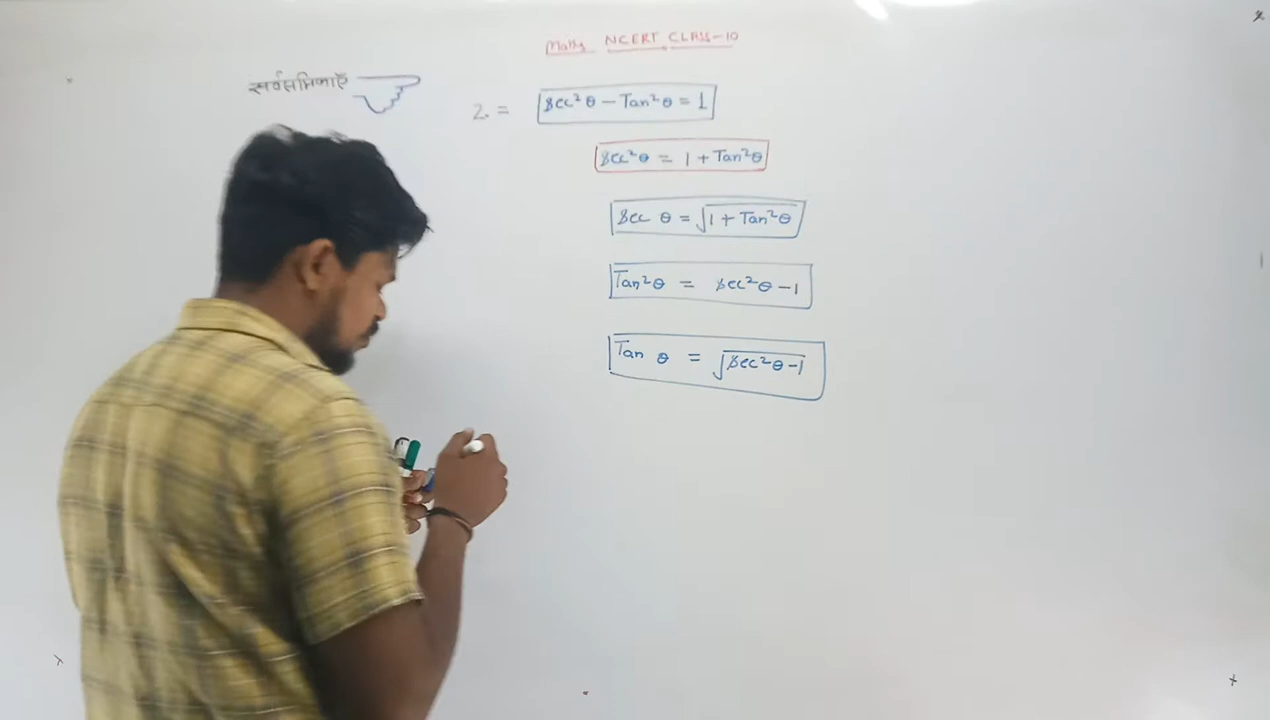 Maths NCERT CLASS-10
सर्वसमिकाएँ
2. = Sec²θ - Tan²θ = 1
Sec²θ = 1 + Tan²θ
Sec θ = √1 + Tan²θ
Tan²θ = Sec²θ - 1
Tan θ = √Sec²θ - 1